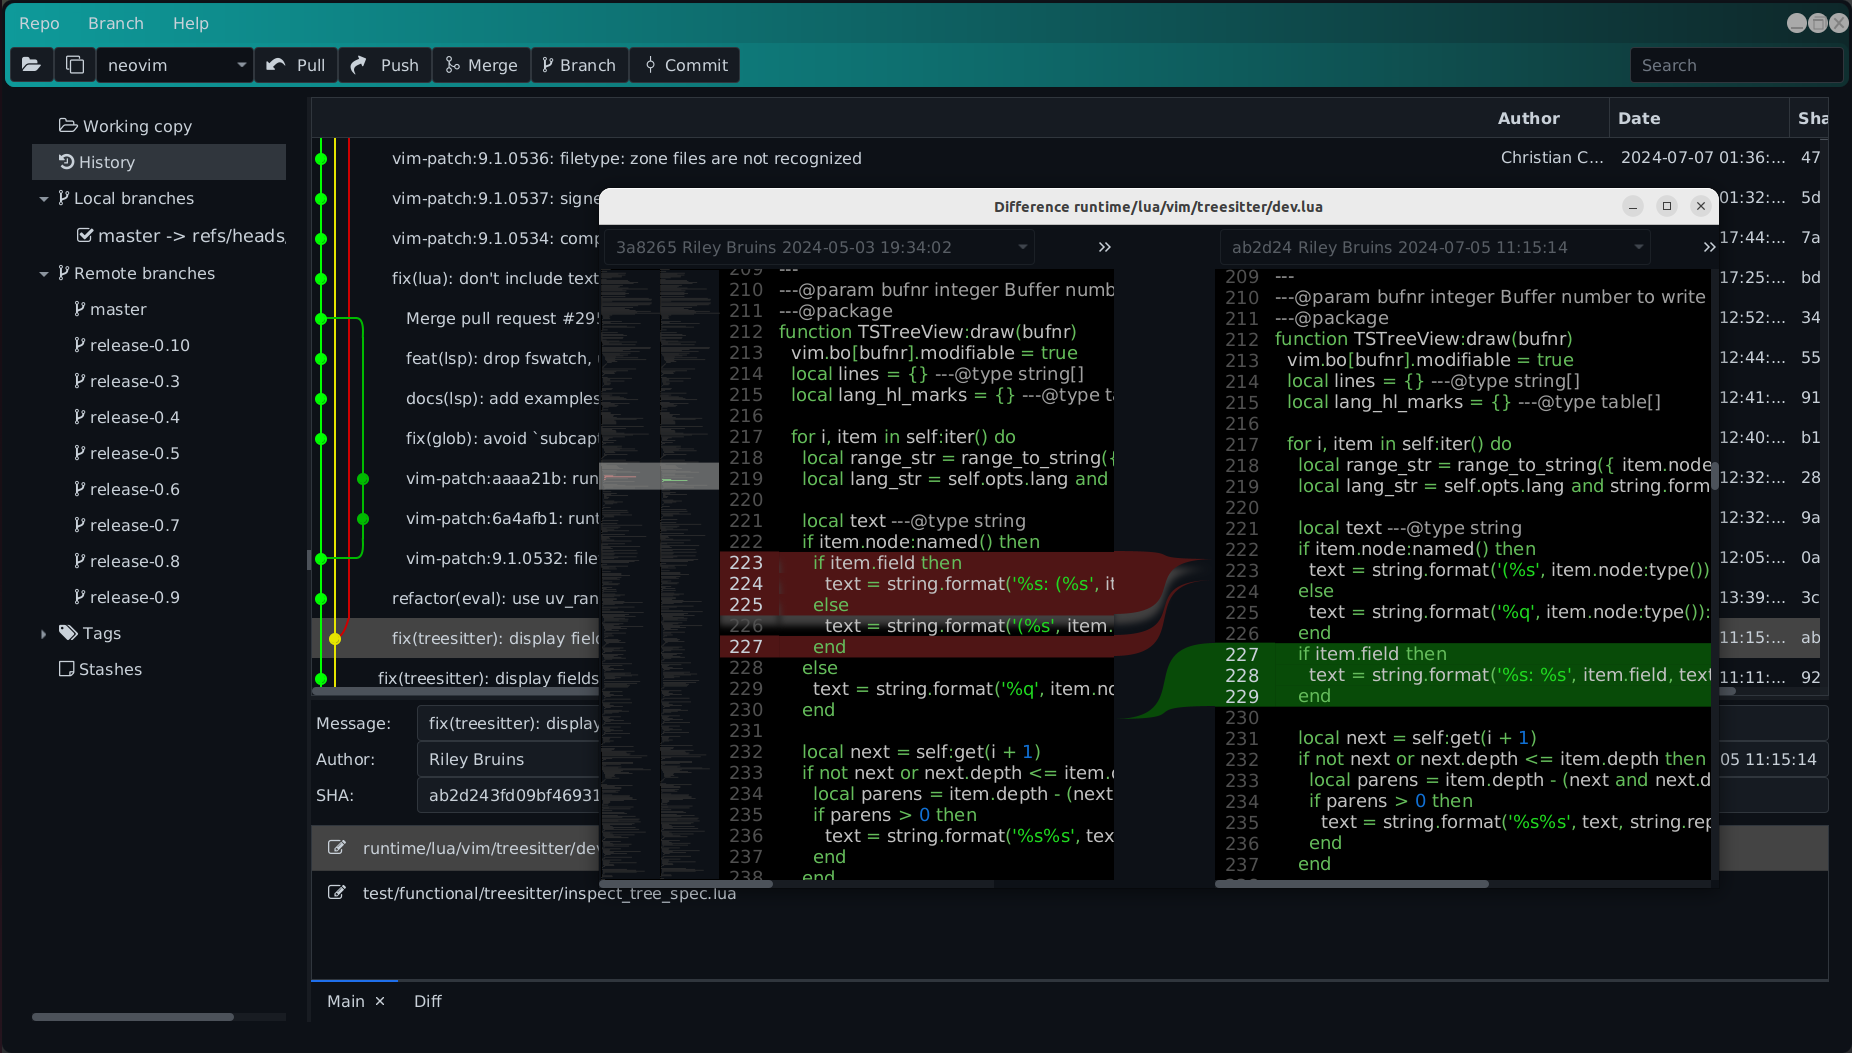 Repo Branch Help
neovim Pull Push Merge Branch Commit Search
Working copy
History
Local branches
master -> refs/heads,
Remote branches
master
release-0.10
release-0.3
release-0.4
release-0.5
release-0.6
release-0.7
release-0.8
release-0.9
Tags
Stashes
Author Date Sha
vim-patch:9.1.0536: filetype: zone files are not recognized Christian C... 2024-07-07 01:36:... 47
vim-patch:9.1.0537: signe 01:32:... 5d
vim-patch:9.1.0534: comp 17:44:... 7a
fix(lua): don't include text 17:25:... bd
Merge pull request #295 12:52:... 34
feat(lsp): drop fswatch, 12:44:... 55
docs(lsp): add examples 12:41:... 91
fix(glob): avoid `subcapt 12:40:... b1
vim-patch:aaaa21b: run 12:32:... 28
vim-patch:6a4afb1: runt 12:32:... 9a
vim-patch:9.1.0532: file 12:05:... 0a
refactor(eval): use uv_ran 13:39:... 3c
fix(treesitter): display field 11:15:... ab
fix(treesitter): display fields 11:11:... 92
Message: fix(treesitter): display
Author: Riley Bruins 05 11:15:14
SHA: ab2d243fd09bf46931
runtime/lua/vim/treesitter/dev
test/functional/treesitter/inspect_tree_spec.lua
Main × Diff
Difference runtime/lua/vim/treesitter/dev.lua
3a8265 Riley Bruins 2024-05-03 19:34:02 »
209 ---
210 ---@param bufnr integer Buffer numb
211 ---@package
212 function TSTreeView:draw(bufnr)
213 vim.bo[bufnr].modifiable = true
214 local lines = {} ---@type string[]
215 local lang_hl_marks = {} ---@type ta
216
217 for i, item in self:iter() do
218 local range_str = range_to_string({
219 local lang_str = self.opts.lang and
220
221 local text ---@type string
222 if item.node:named() then
223 if item.field then
224 text = string.format('%s: (%s', it
225 else
226 text = string.format('(%s', item.
227 end
228 else
229 text = string.format('%q', item.no
230 end
231
232 local next = self:get(i + 1)
233 if not next or next.depth <= item.d
234 local parens = item.depth - (next
235 if parens > 0 then
236 text = string.format('%s%s', tex
237 end
238 end
ab2d24 Riley Bruins 2024-07-05 11:15:14 »
209 ---
210 ---@param bufnr integer Buffer number to write
211 ---@package
212 function TSTreeView:draw(bufnr)
213 vim.bo[bufnr].modifiable = true
214 local lines = {} ---@type string[]
215 local lang_hl_marks = {} ---@type table[]
216
217 for i, item in self:iter() do
218 local range_str = range_to_string({ item.node
219 local lang_str = self.opts.lang and string.form
220
221 local text ---@type string
222 if item.node:named() then
223 text = string.format('(%s', item.node:type())
224 else
225 text = string.format('%q', item.node:type()):
226 end
227 if item.field then
228 text = string.format('%s: %s', item.field, text
229 end
230
231 local next = self:get(i + 1)
232 if not next or next.depth <= item.depth then
233 local parens = item.depth - (next and next.d
234 if parens > 0 then
235 text = string.format('%s%s', text, string.rep
236 end
237 end